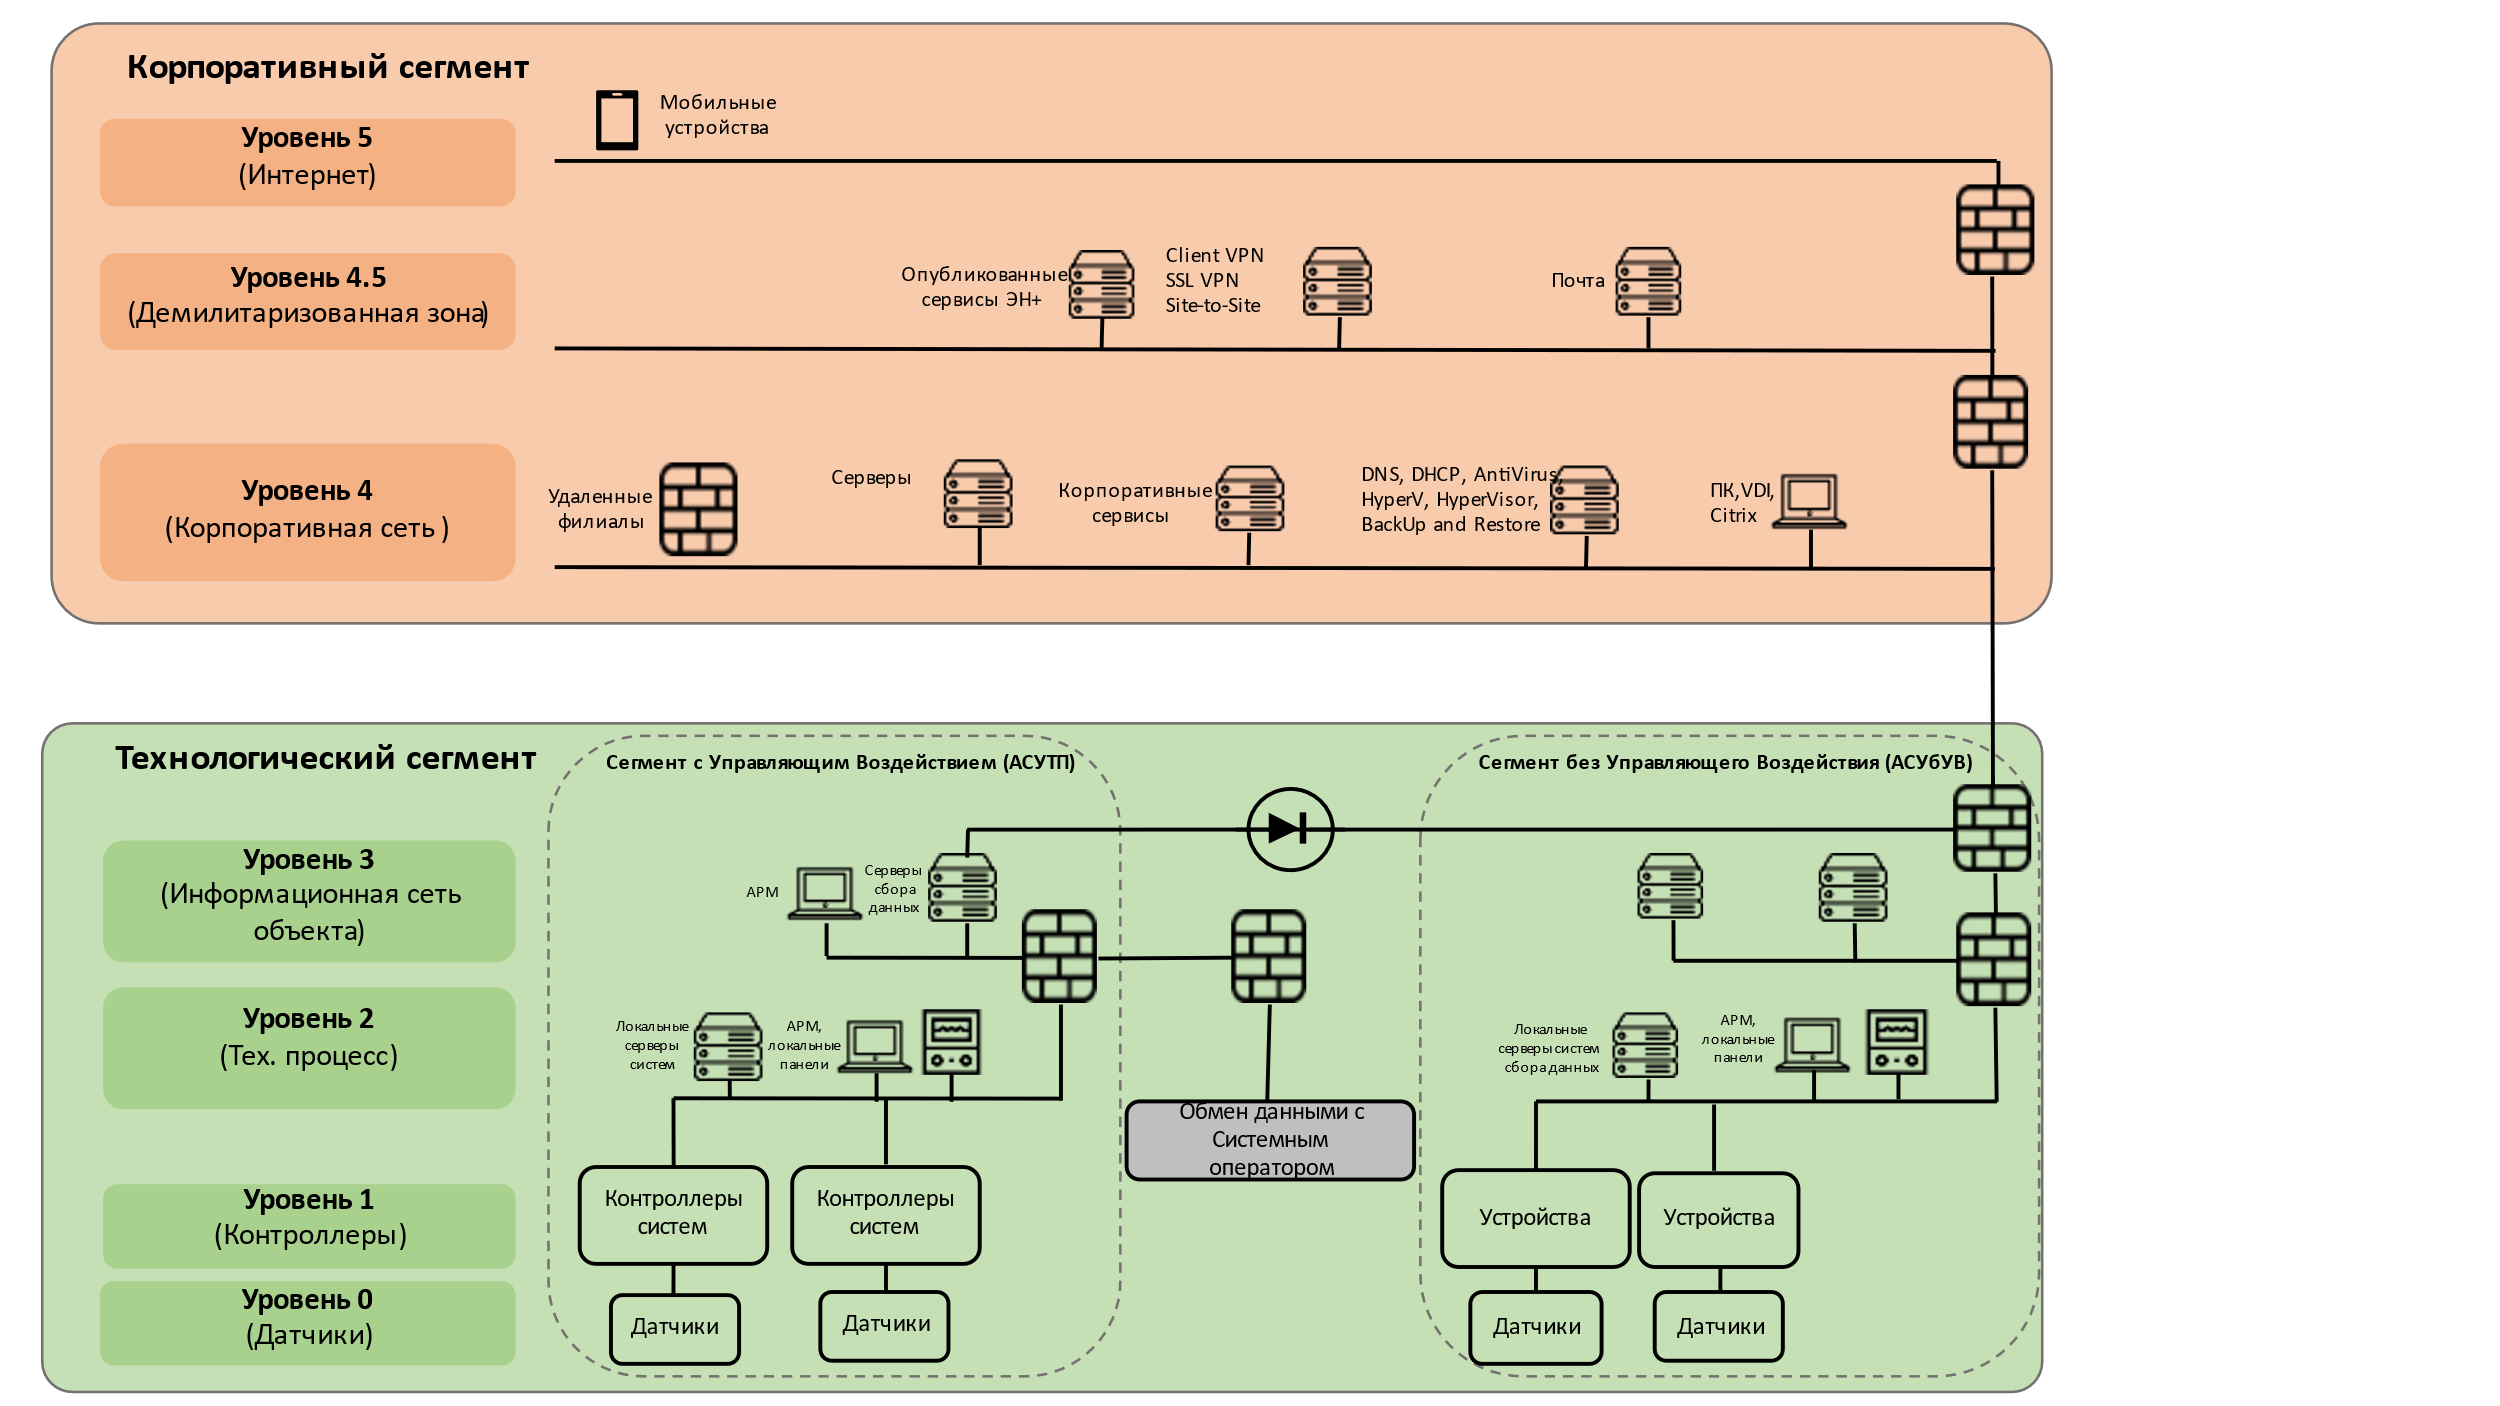 Корпоративный сегмент
Мобильные
устройства
Уровень 5
(Интернет)
Уровень 4.5
(Демилитаризованная зона)
Опубликованные
сервисы ЭН+
Client VPN
SSL VPN
Site-to-Site
Почта
Уровень 4
(Корпоративная сеть )
Удаленные
филиалы
Серверы
Корпоративные
сервисы
DNS, DHCP, AntiVirus,
HyperV, HyperVisor,
BackUp and Restore
ПК,VDI,
Citrix
Технологический сегмент
Сегмент с Управляющим Воздействием (АСУТП)
Сегмент без Управляющего Воздействия (АСУбУВ)
Уровень 3
(Информационная сеть
объекта)
АРМ
Серверы
сбора
данных
Уровень 2
(Тех. процесс)
Локальные
серверы
систем
АРМ,
локальные
панели
Локальные
серверы систем
сбора данных
АРМ,
локальные
панели
Обмен данными с
Системным
оператором
Уровень 1
(Контроллеры)
Контроллеры
систем
Контроллеры
систем
Устройства
Устройства
Уровень 0
(Датчики)
Датчики
Датчики
Датчики
Датчики